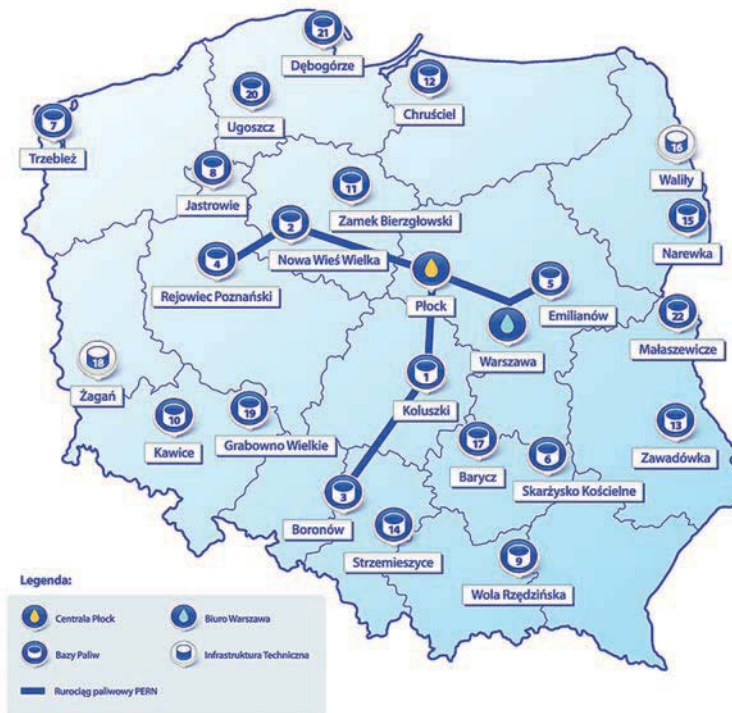 21
Dębogórze
12
Chruściel
20
Ugoszcz
7
Trzebież
16
Waliły
8
Jastrowie
11
Zamek Bierzgłowski
15
Narewka
2
Nowa Wieś Wielka
4
Rejowiec Poznański
Płock
5
Emilianów
22
Małaszewicze
Warszawa
18
Żagań
1
Koluszki
10
Kawice
19
Grabowno Wielkie
13
Zawadówka
17
Barycz
6
Skarżysko Kościelne
3
Boronów
14
Strzemieszyce
9
Wola Rzędzińska
Legenda:
Centrala Płock
Biuro Warszawa
Bazy Paliw
Infrastruktura Techniczna
Rurociąg paliwowy PERN